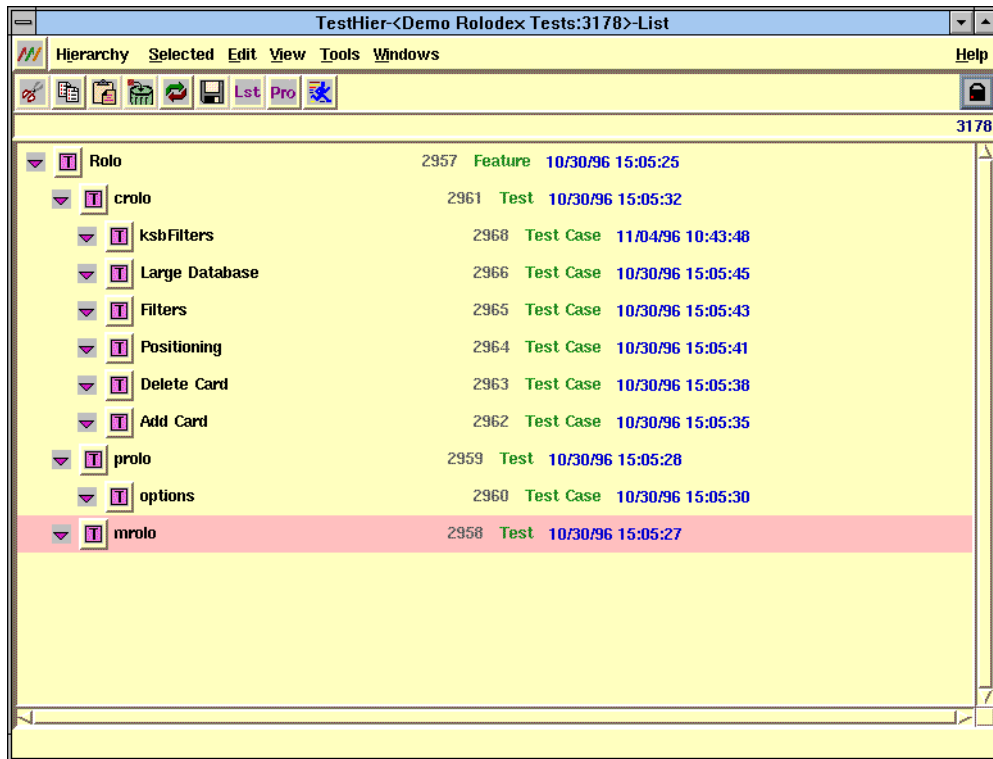 TestHier-<Demo Rolodex Tests:3178>-List
Hierarchy Selected Edit View Tools Windows Help
Lst Pro
3178
T Rolo 2957 Feature 10/30/96 15:05:25
T crolo 2961 Test 10/30/96 15:05:32
T ksbFilters 2968 Test Case 11/04/96 10:43:48
T Large Database 2966 Test Case 10/30/96 15:05:45
T Filters 2965 Test Case 10/30/96 15:05:43
T Positioning 2964 Test Case 10/30/96 15:05:41
T Delete Card 2963 Test Case 10/30/96 15:05:38
T Add Card 2962 Test Case 10/30/96 15:05:35
T prolo 2959 Test 10/30/96 15:05:28
T options 2960 Test Case 10/30/96 15:05:30
T mrolo 2958 Test 10/30/96 15:05:27